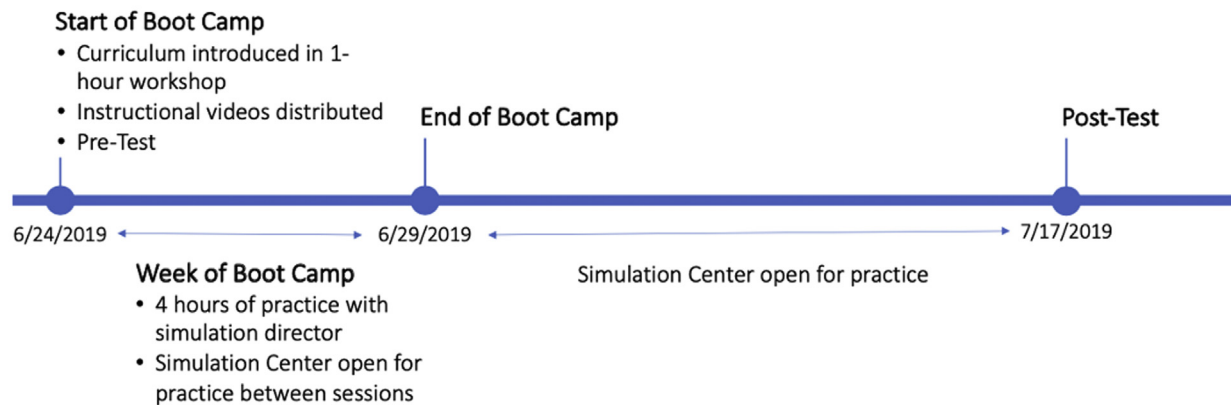 Start of Boot Camp
• Curriculum introduced in 1-
hour workshop
• Instructional videos distributed
• Pre-Test
End of Boot Camp
Post-Test
6/24/2019
6/29/2019
7/17/2019
Week of Boot Camp
• 4 hours of practice with
simulation director
• Simulation Center open for
practice between sessions
Simulation Center open for practice